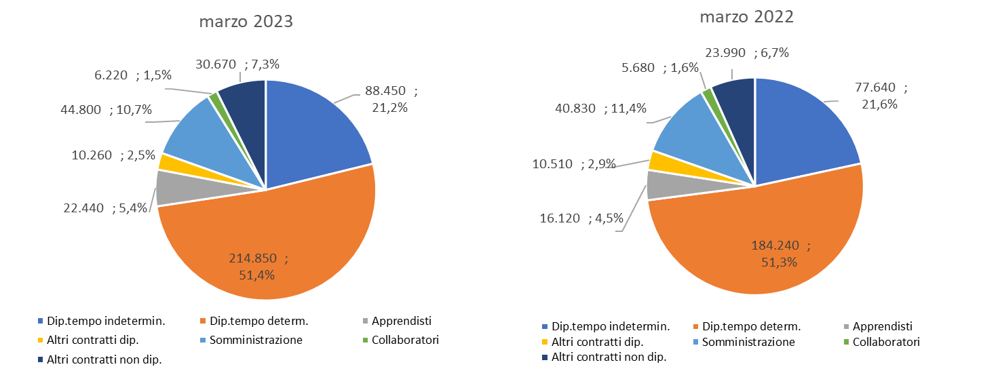 marzo 2023
30.670 ; 7,3%
6.220 ; 1,5%
88.450 ;
21,2%
44.800 ; 10,7%
10.260 ; 2,5%
22.440 ; 5,4%
214.850 ;
51,4%
Dip.tempo indetermin.
Dip.tempo determ.
Apprendisti
Altri contratti dip.
Somministrazione
Collaboratori
Altri contratti non dip.
marzo 2022
23.990 ; 6,7%
5.680 ; 1,6%
77.640 ;
21,6%
40.830 ; 11,4%
10.510 ; 2,9%
16.120 ; 4,5%
184.240 ;
51,3%
Dip.tempo indetermin.
Dip.tempo determ.
Apprendisti
Altri contratti dip.
Somministrazione
Collaboratori
Altri contratti non dip.